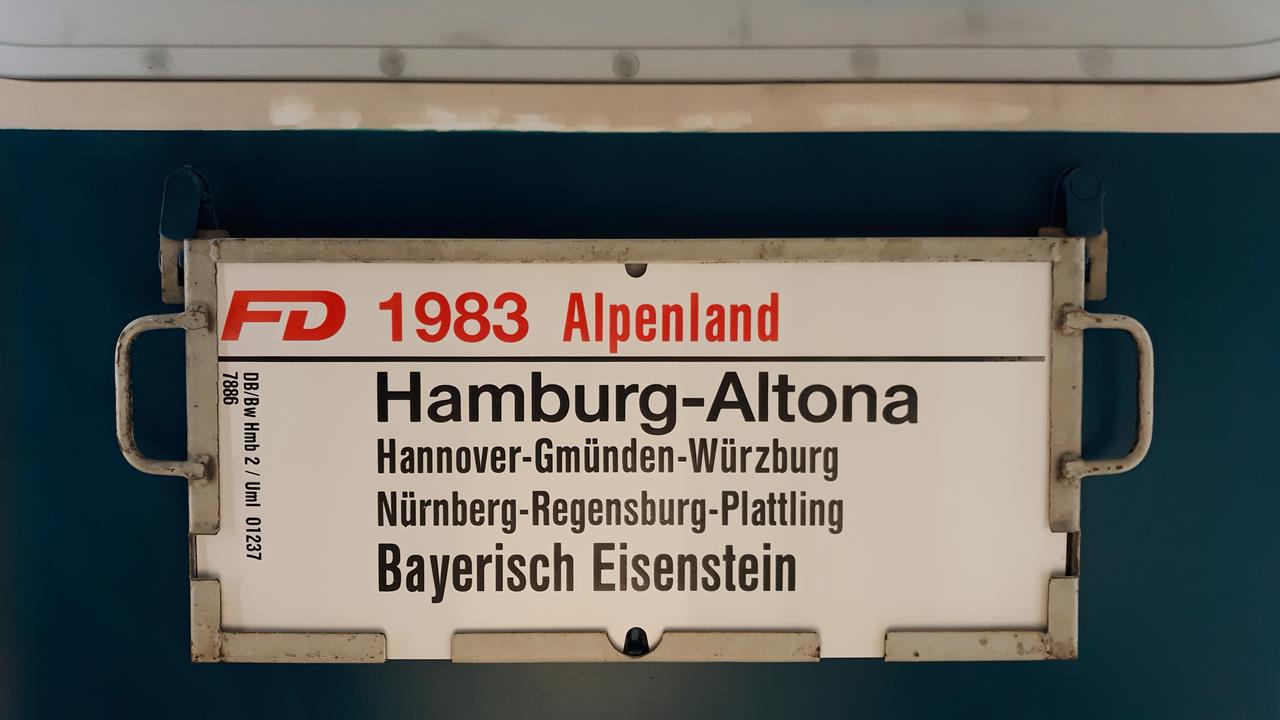 FD 1983 Alpenland
Hamburg-Altona
Hannover-Gmünden-Würzburg
Nürnberg-Regensburg-Plattling
Bayerisch Eisenstein
DB/Bw Hmb 2 / Uml 01237
7886